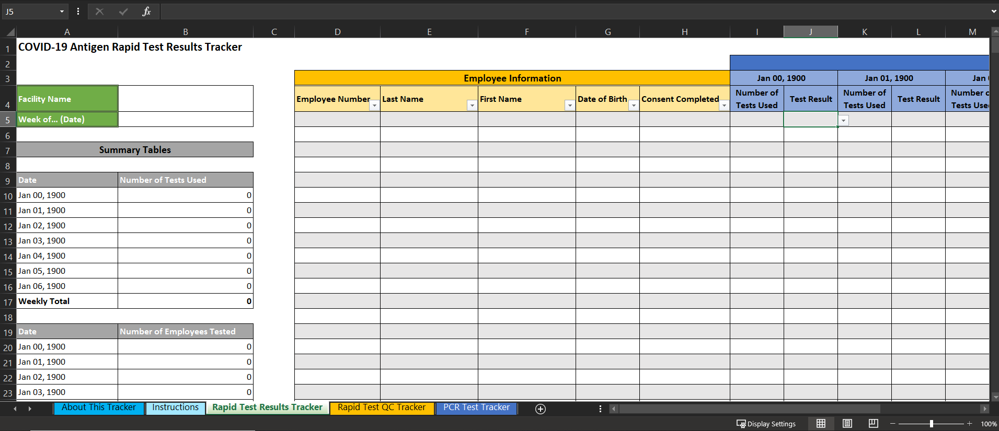 J5
fx
A B C D E F G H I J K L M
1 COVID-19 Antigen Rapid Test Results Tracker
2
3 Employee Information Jan 00, 1900 Jan 01, 1900 Jan
4 Facility Name Employee Number Last Name First Name Date of Birth Consent Completed Number of Tests Used Test Result Number of Tests Used Test Result Number Tests Use
5 Week of... (Date)
6
7 Summary Tables
8
9 Date Number of Tests Used
10 Jan 00, 1900 0
11 Jan 01, 1900 0
12 Jan 02, 1900 0
13 Jan 03, 1900 0
14 Jan 04, 1900 0
15 Jan 05, 1900 0
16 Jan 06, 1900 0
17 Weekly Total 0
18
19 Date Number of Employees Tested
20 Jan 00, 1900 0
21 Jan 01, 1900 0
22 Jan 02, 1900 0
23 Jan 03, 1900 0
About This Tracker Instructions Rapid Test Results Tracker Rapid Test QC Tracker PCR Test Tracker
Display Settings 100%